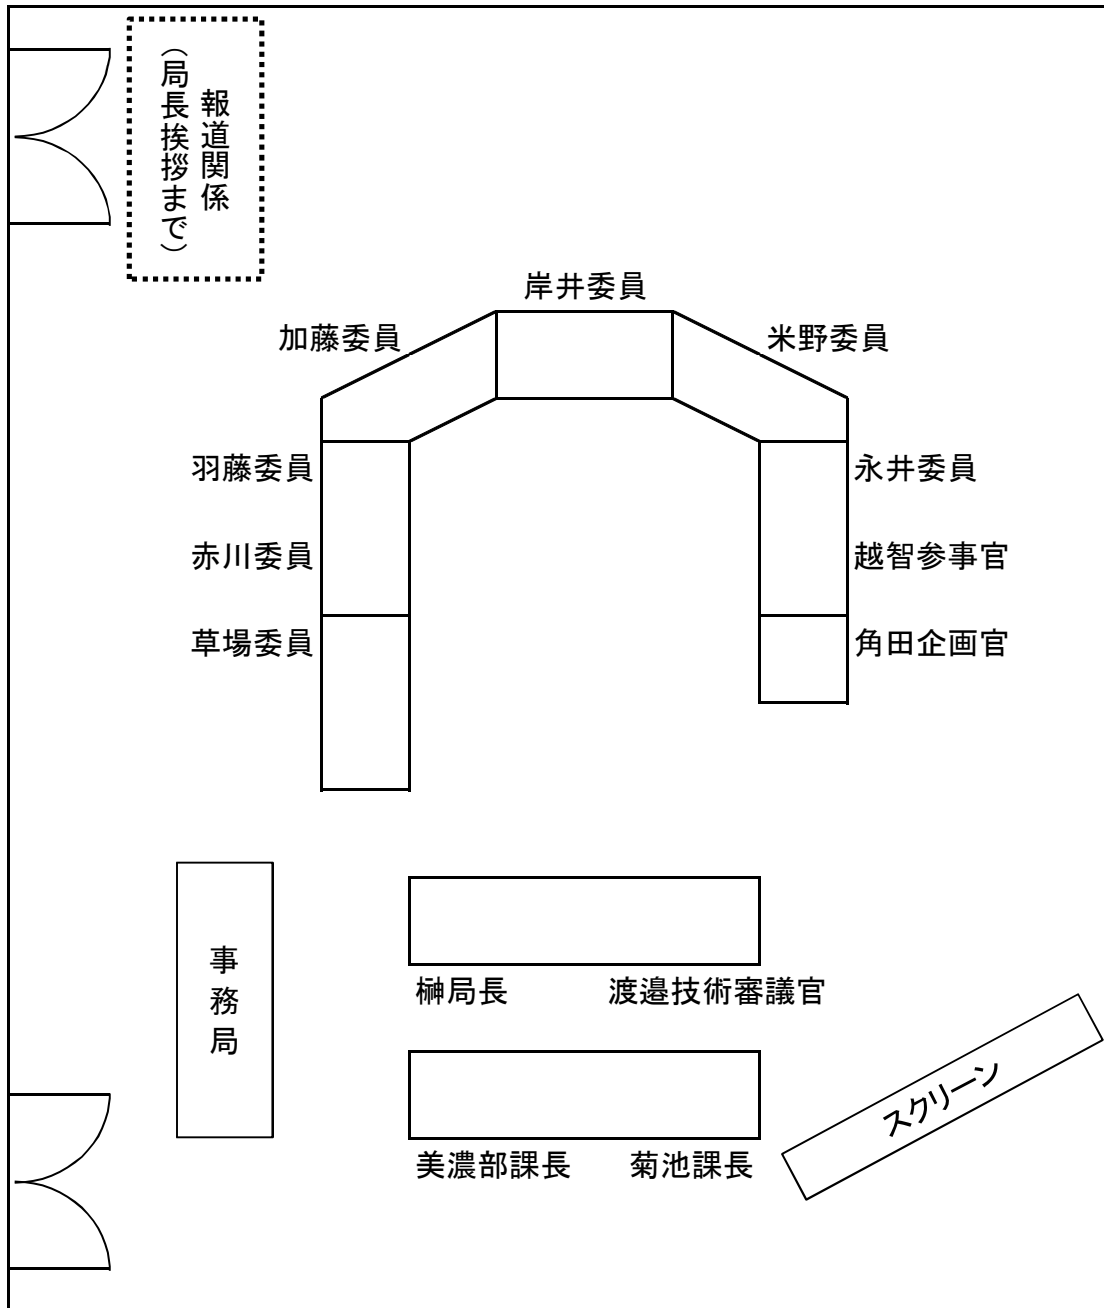 報道関係
（局長挨拶まで）
岸井委員
加藤委員
米野委員
羽藤委員
永井委員
赤川委員
越智参事官
草場委員
角田企画官
事務局
榊局長
渡邉技術審議官
スクリーン
美濃部課長
菊池課長